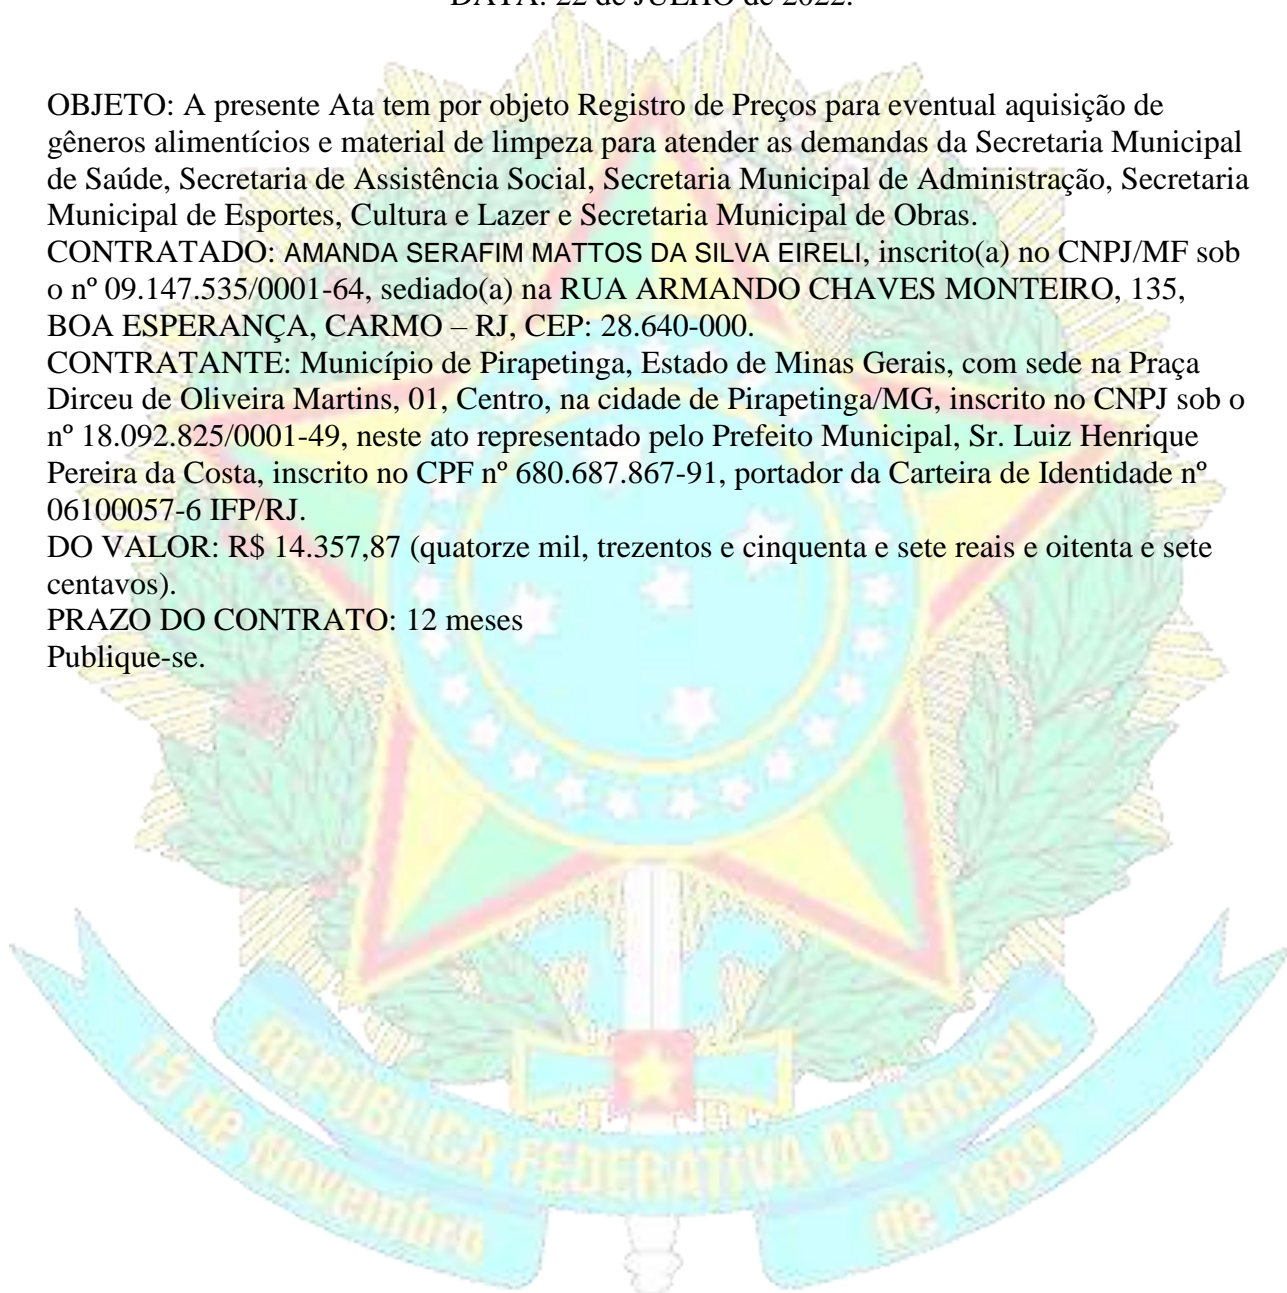 DATA: 22 de JULHO de 2022.
OBJETO: A presente Ata tem por objeto Registro de Preços para eventual aquisição de
gêneros alimentícios e material de limpeza para atender as demandas da Secretaria Municipal
de Saúde, Secretaria de Assistência Social, Secretaria Municipal de Administração, Secretaria
Municipal de Esportes, Cultura e Lazer e Secretaria Municipal de Obras.
CONTRATADO: AMANDA SERAFIM MATTOS DA SILVA EIRELI, inscrito(a) no CNPJ/MF sob
o nº 09.147.535/0001-64, sediado(a) na RUA ARMANDO CHAVES MONTEIRO, 135,
BOA ESPERANÇA, CARMO – RJ, CEP: 28.640-000.
CONTRATANTE: Município de Pirapetinga, Estado de Minas Gerais, com sede na Praça
Dirceu de Oliveira Martins, 01, Centro, na cidade de Pirapetinga/MG, inscrito no CNPJ sob o
nº 18.092.825/0001-49, neste ato representado pelo Prefeito Municipal, Sr. Luiz Henrique
Pereira da Costa, inscrito no CPF nº 680.687.867-91, portador da Carteira de Identidade nº
06100057-6 IFP/RJ.
DO VALOR: R$ 14.357,87 (quatorze mil, trezentos e cinquenta e sete reais e oitenta e sete
centavos).
PRAZO DO CONTRATO: 12 meses
Publique-se.
REPÚBLICA FEDERATIVA DO BRASIL
15 de Novembro de 1889